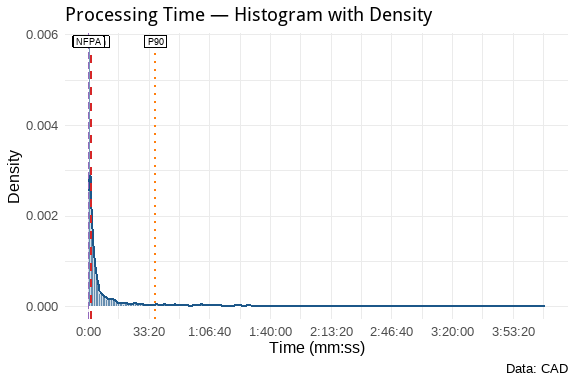 Processing Time — Histogram with Density
NFPA
P90
0.006
0.004
0.002
0.000
Density
0:00 33:20 1:06:40 1:40:00 2:13:20 2:46:40 3:20:00 3:53:20
Time (mm:ss)
Data: CAD